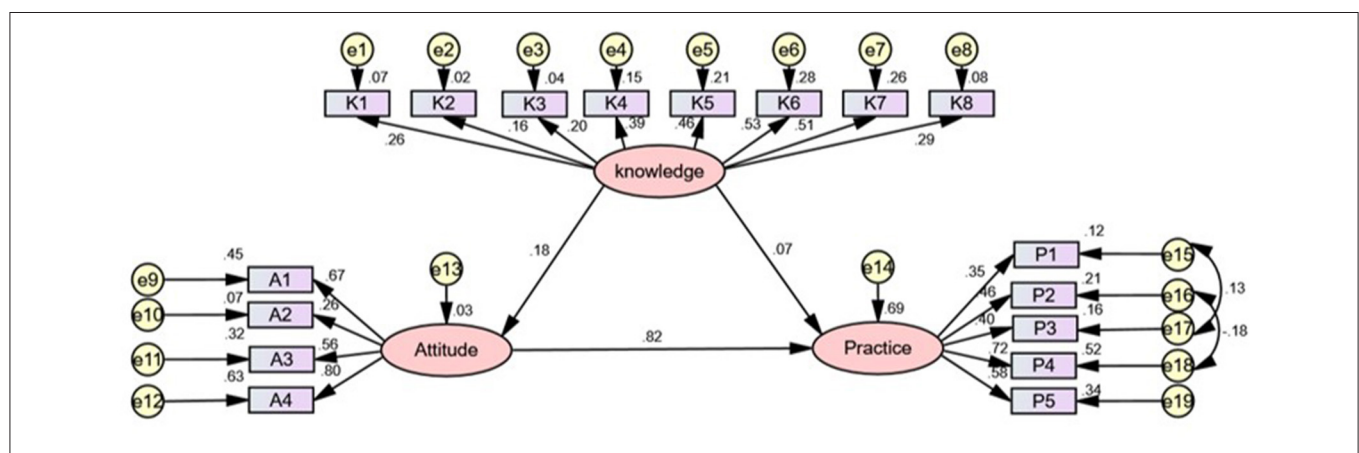 e1 e2 e3 e4 e5 e6 e7 e8
.07 .02 .04 .15 .21 .28 .26 .08
K1 K2 K3 K4 K5 K6 K7 K8
.26 .16 .20 .39 .46 .53 .51 .29
knowledge
.18 .07
e9 .45 A1 .67
e10 .07 A2 .26
e11 .32 A3 .56
e12 .63 A4 .80
e13
.03
Attitude
.82
e14
.69
Practice
.35 P1 .12 e15
.46 P2 .21 e16
.40 P3 .16 e17
.72 P4 .52 e18
.58 P5 .34 e19
.13
-.18